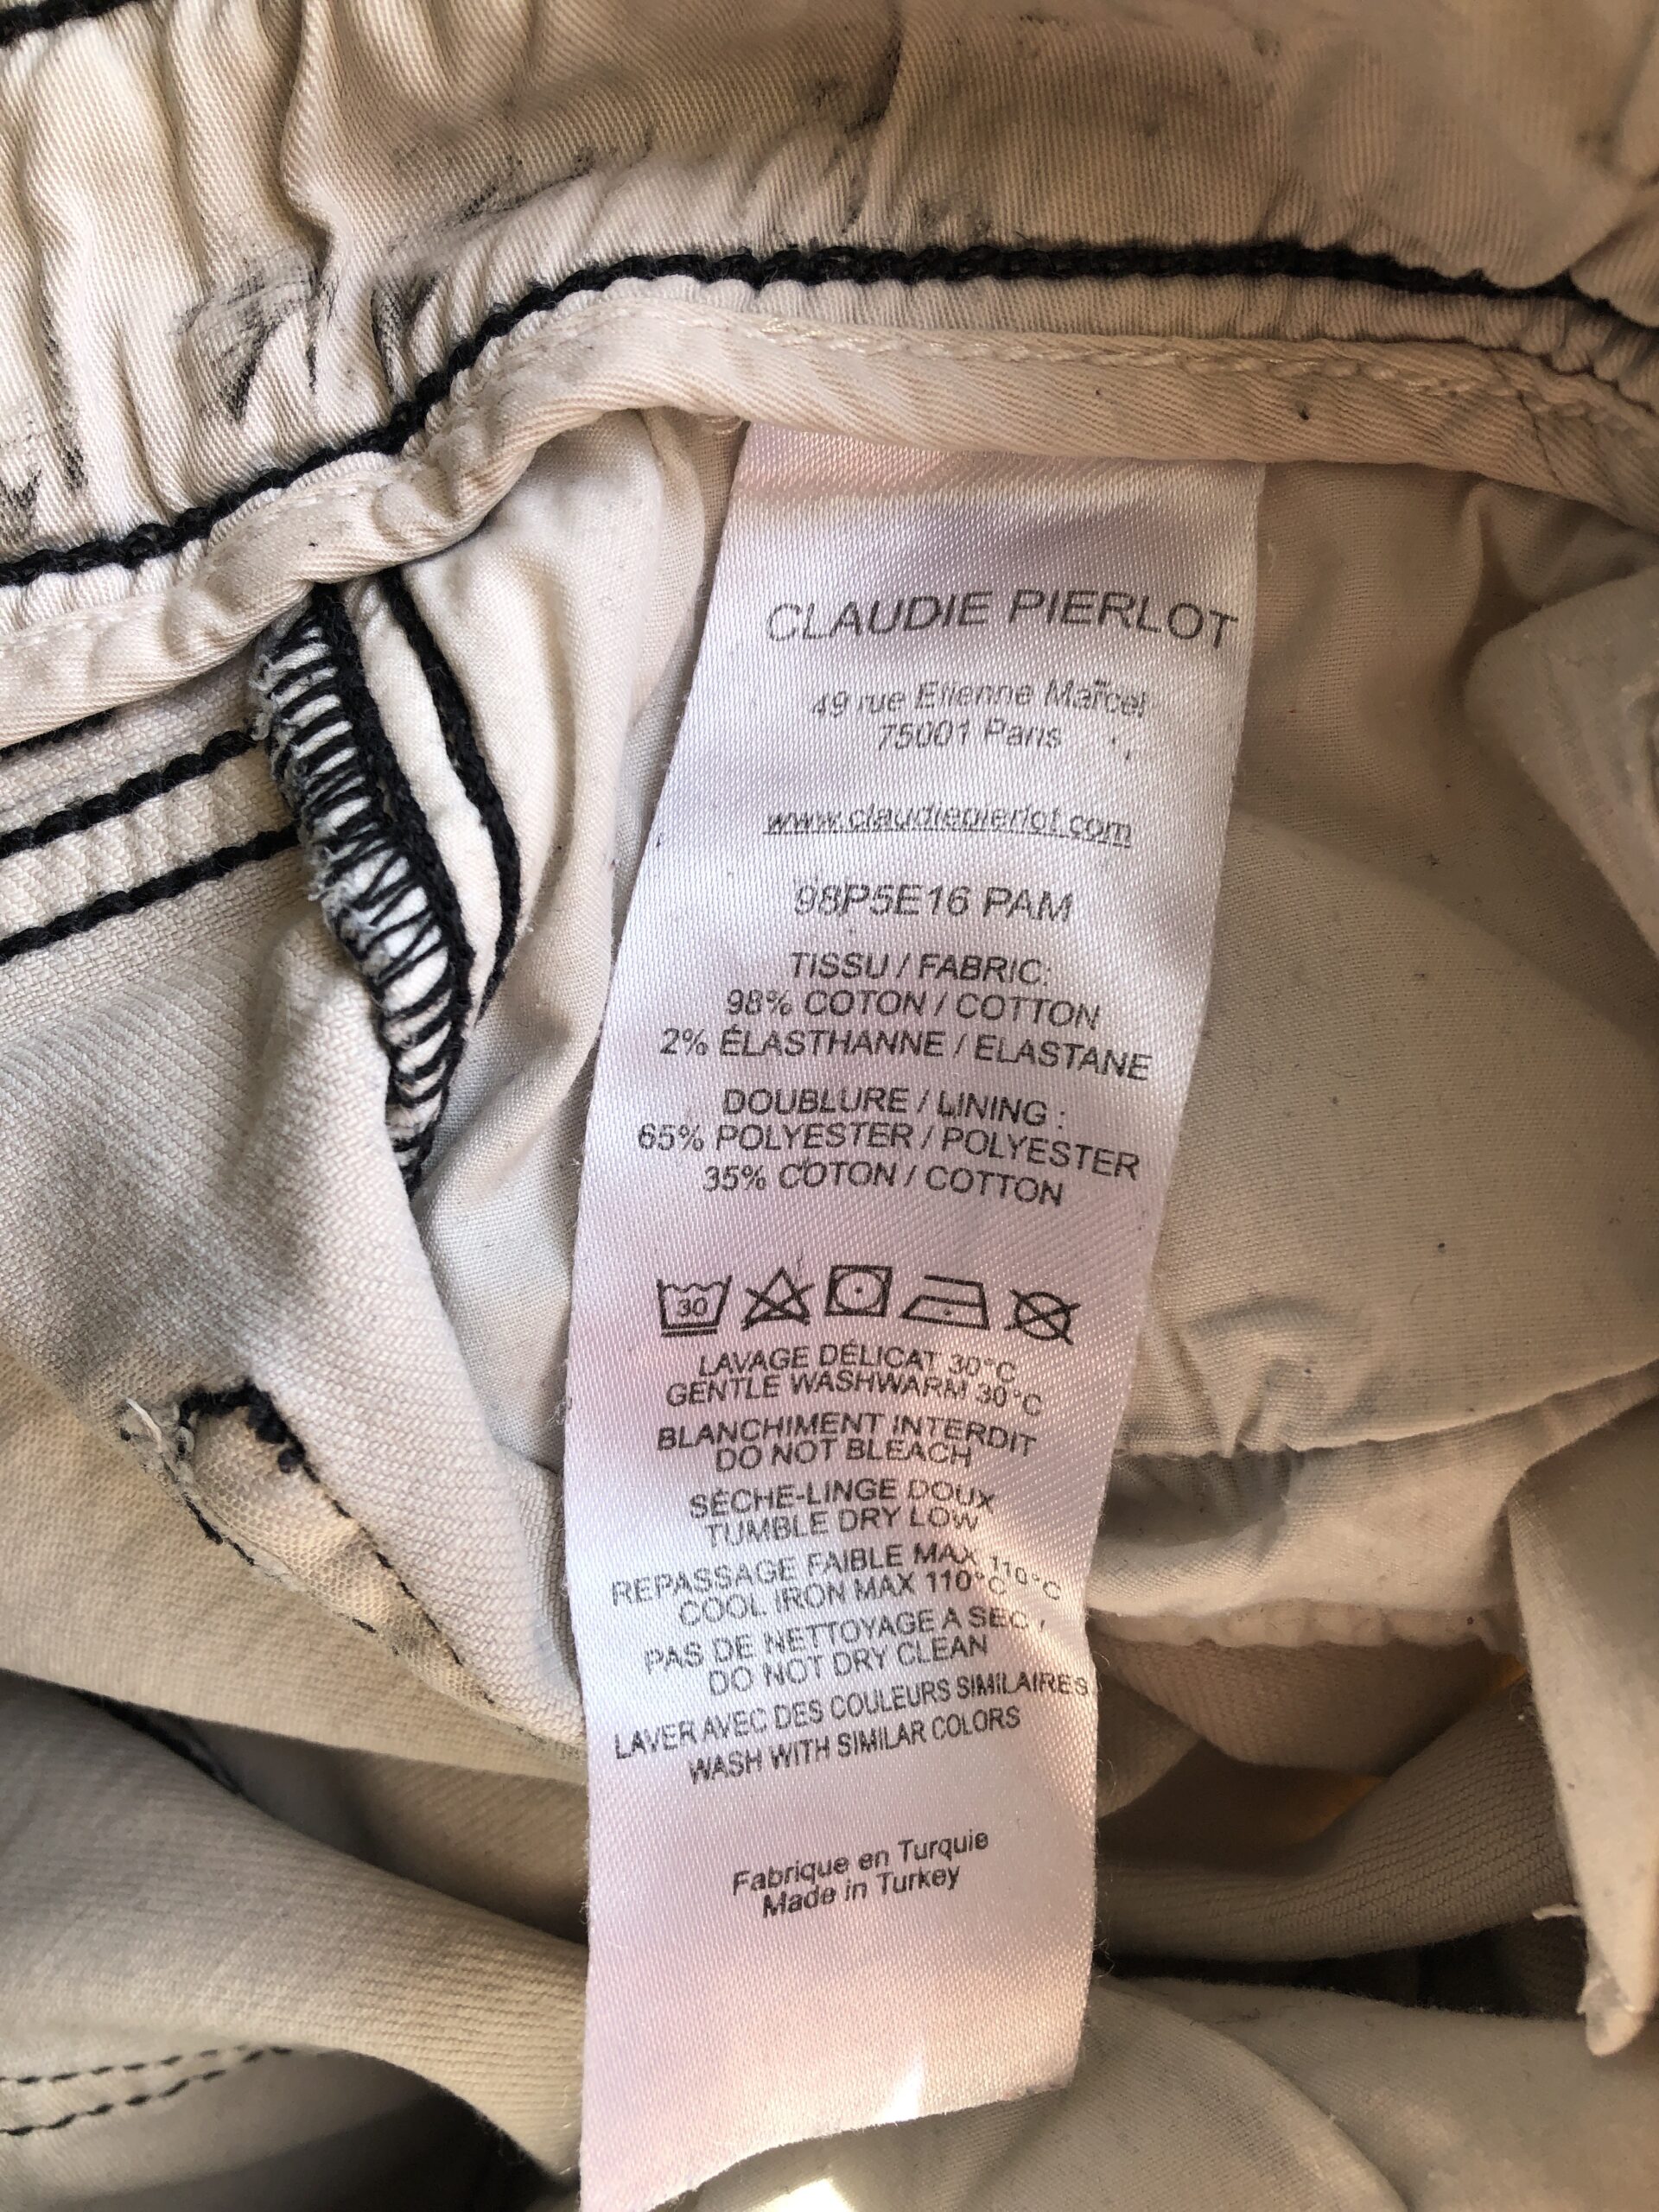 CLAUDIE PIERLOT
49 rue Etienne Marcel
75001 Paris
www.claudiepierlot.com
98P5E16 PAM
TISSU / FABRIC:
98% COTON / COTTON
2% ÉLASTHANNE / ELASTANE
DOUBLURE / LINING :
65% POLYESTER / POLYESTER
35% COTON / COTTON
30
LAVAGE DÉLICAT 30°C
GENTLE WASHWARM 30°C
BLANCHIMENT INTERDIT
DO NOT BLEACH
SÈCHE-LINGE DOUX
TUMBLE DRY LOW
REPASSAGE FAIBLE MAX 110°C
COOL IRON MAX 110°C
PAS DE NETTOYAGE A SEC
DO NOT DRY CLEAN
LAVER AVEC DES COULEURS SIMILAIRES
WASH WITH SIMILAR COLORS
Fabrique en Turquie
Made in Turkey